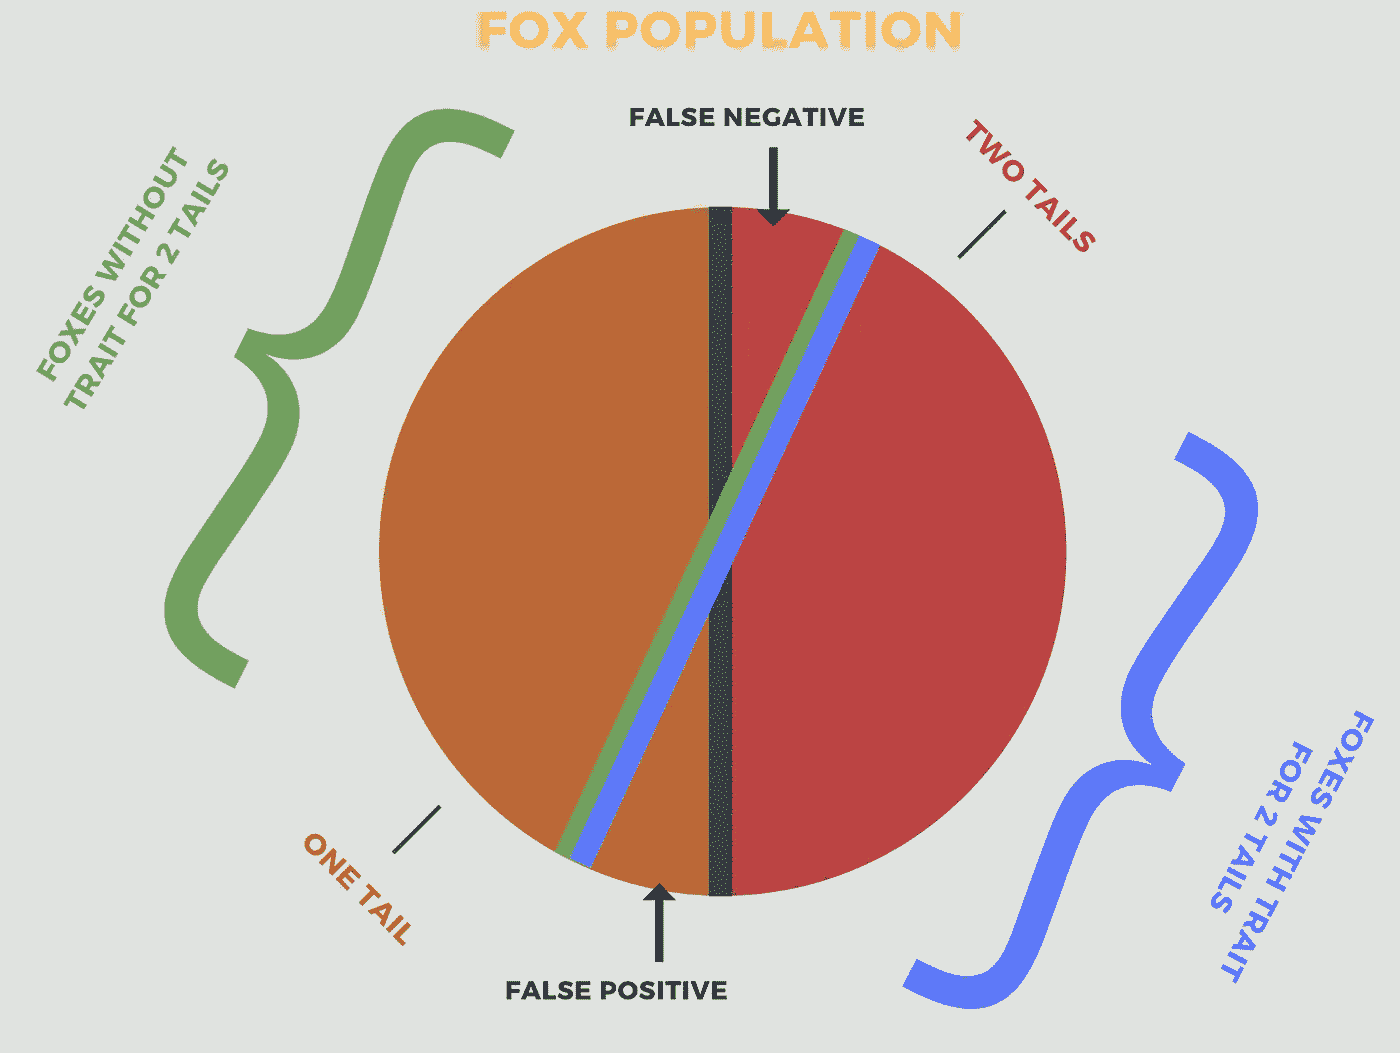 FOX POPULATION
FALSE NEGATIVE
TWO TAILS
FOXES WITHOUT
TRAIT FOR 2 TAILS
FOXES WITH TRAIT
FOR 2 TAILS
ONE TAIL
FALSE POSITIVE